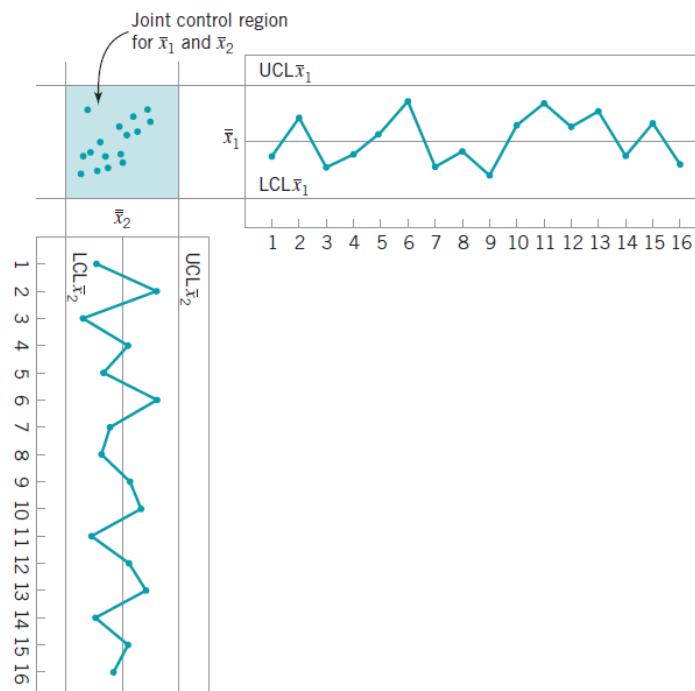 Joint control region
for x̄₁ and x̄₂
UCLx̄₁
x̄₁
LCLx̄₁
1 2 3 4 5 6 7 8 9 10 11 12 13 14 15 16
x̿₂
LCLx̄₂
UCLx̄₂
1
2
3
4
5
6
7
8
9
10
11
12
13
14
15
16